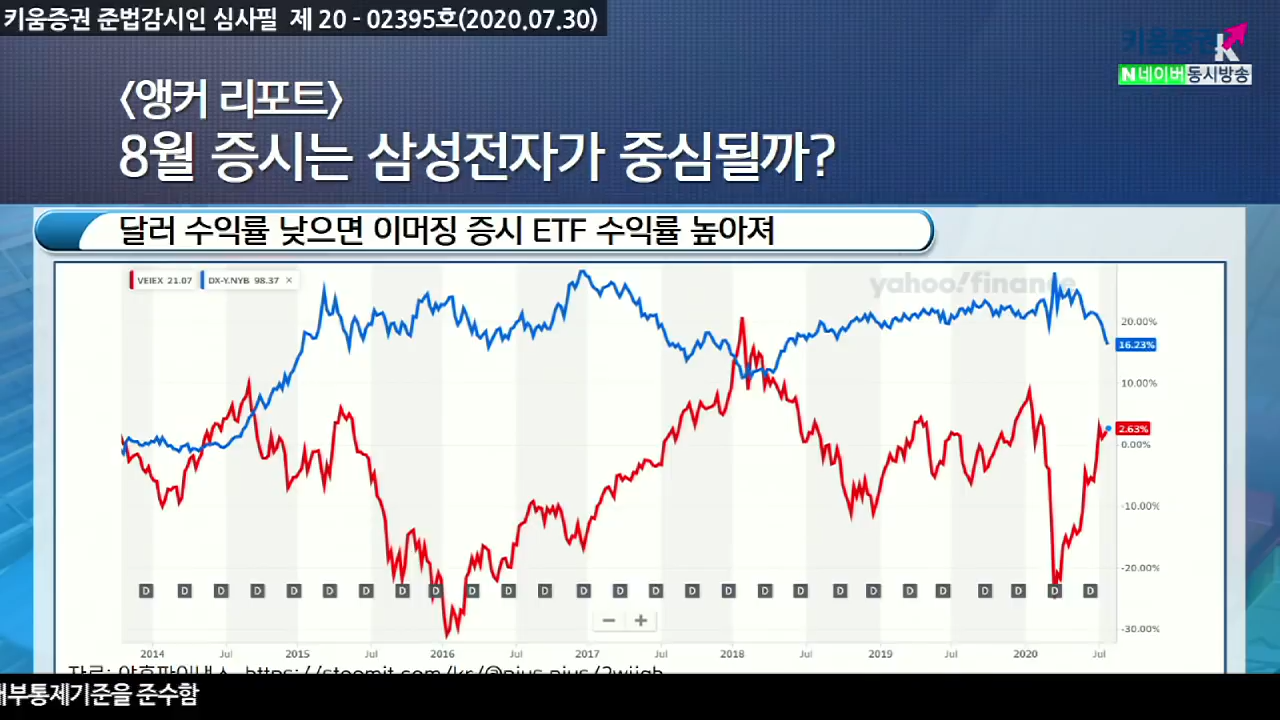 키움증권 준법감시인 심사필 제 20 - 02395호(2020.07.30)
키움증권
N 네이버 동시방송
<앵커 리포트>
8월 증시는 삼성전자가 중심될까?
달러 수익률 낮으면 이머징 증시 ETF 수익률 높아져
VEIEX 21.07 DX-Y.NYB 98.37 ×
yahoo!finance
20.00%
16.23%
10.00%
2.63%
0.00%
-10.00%
-20.00%
D D D D D D D D D D D D D D D D D D D D D D D D D D D
-30.00%
2014 Jul 2015 Jul 2016 Jul 2017 Jul 2018 Jul 2019 Jul 2020 Jul
내부통제기준을 준수함